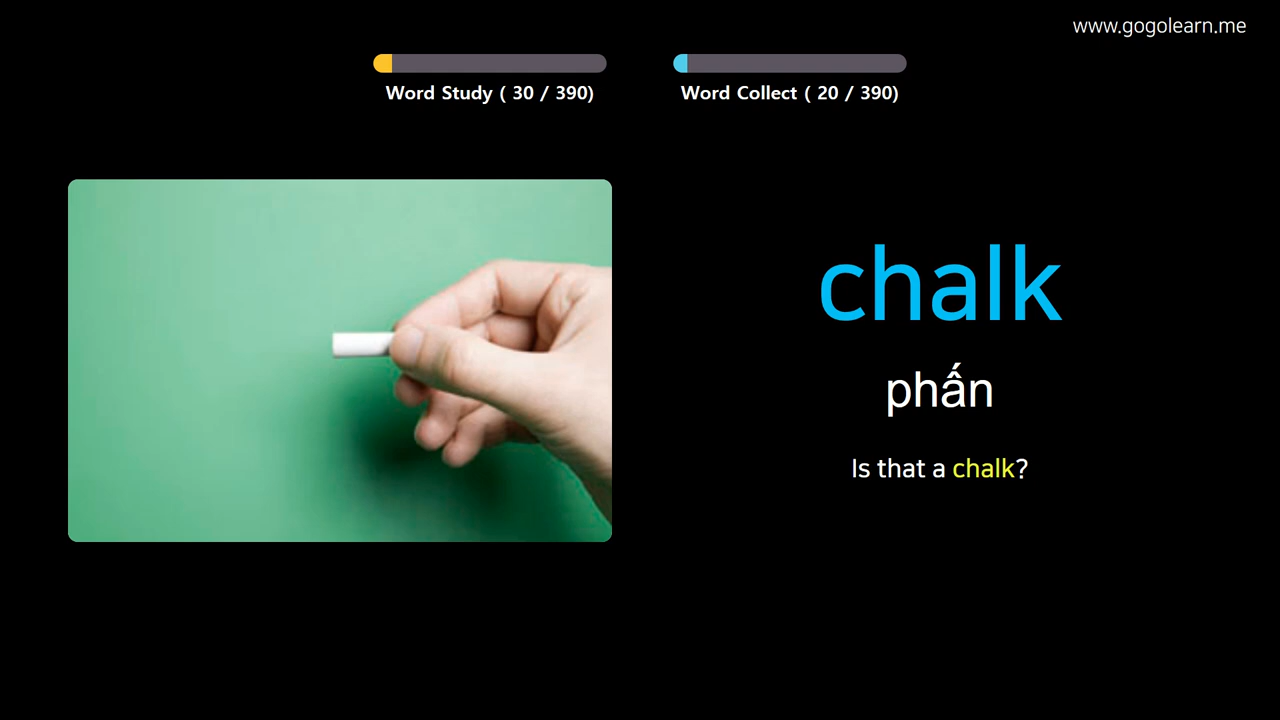 www.gogolearn.me
Word Study ( 30 / 390)
Word Collect ( 20 / 390)
chalk
phấn
Is that a chalk?